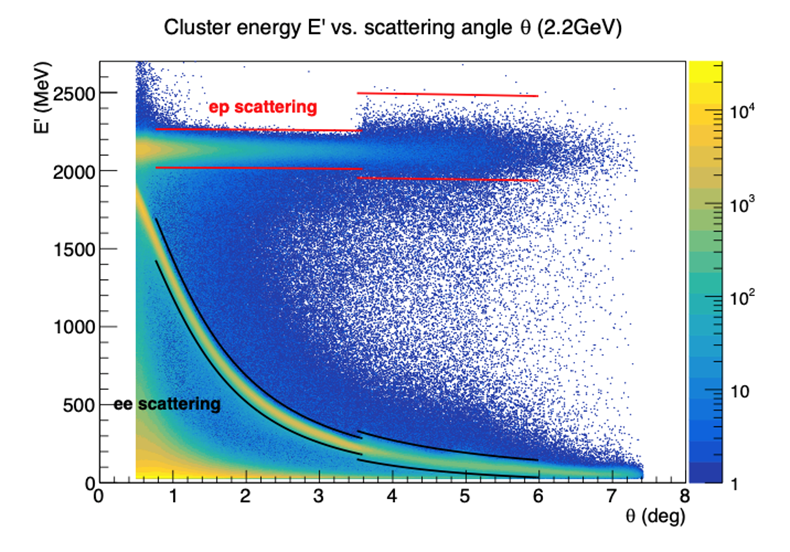 Cluster energy E' vs. scattering angle θ (2.2GeV)
E' (MeV)
2500
2000
1500
1000
500
0
ep scattering
ee scattering
0 1 2 3 4 5 6 7 8
θ (deg)
10⁴
10³
10²
10
1